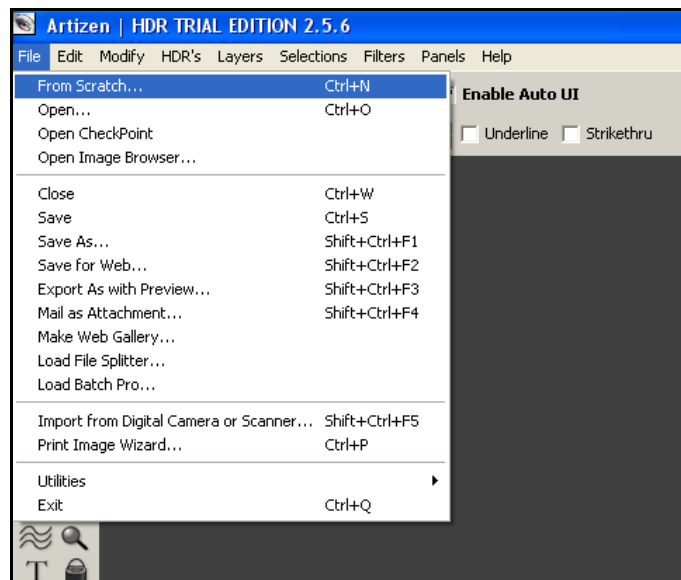 Artizen | HDR TRIAL EDITION 2.5.6
File Edit Modify HDR's Layers Selections Filters Panels Help
From Scratch... Ctrl+N
Enable Auto UI
Open... Ctrl+O
Open CheckPoint
Underline Strikethru
Open Image Browser...
Close Ctrl+W
Save Ctrl+S
Save As... Shift+Ctrl+F1
Save for Web... Shift+Ctrl+F2
Export As with Preview... Shift+Ctrl+F3
Mail as Attachment... Shift+Ctrl+F4
Make Web Gallery...
Load File Splitter...
Load Batch Pro...
Import from Digital Camera or Scanner... Shift+Ctrl+F5
Print Image Wizard... Ctrl+P
Utilities
Exit Ctrl+Q
T